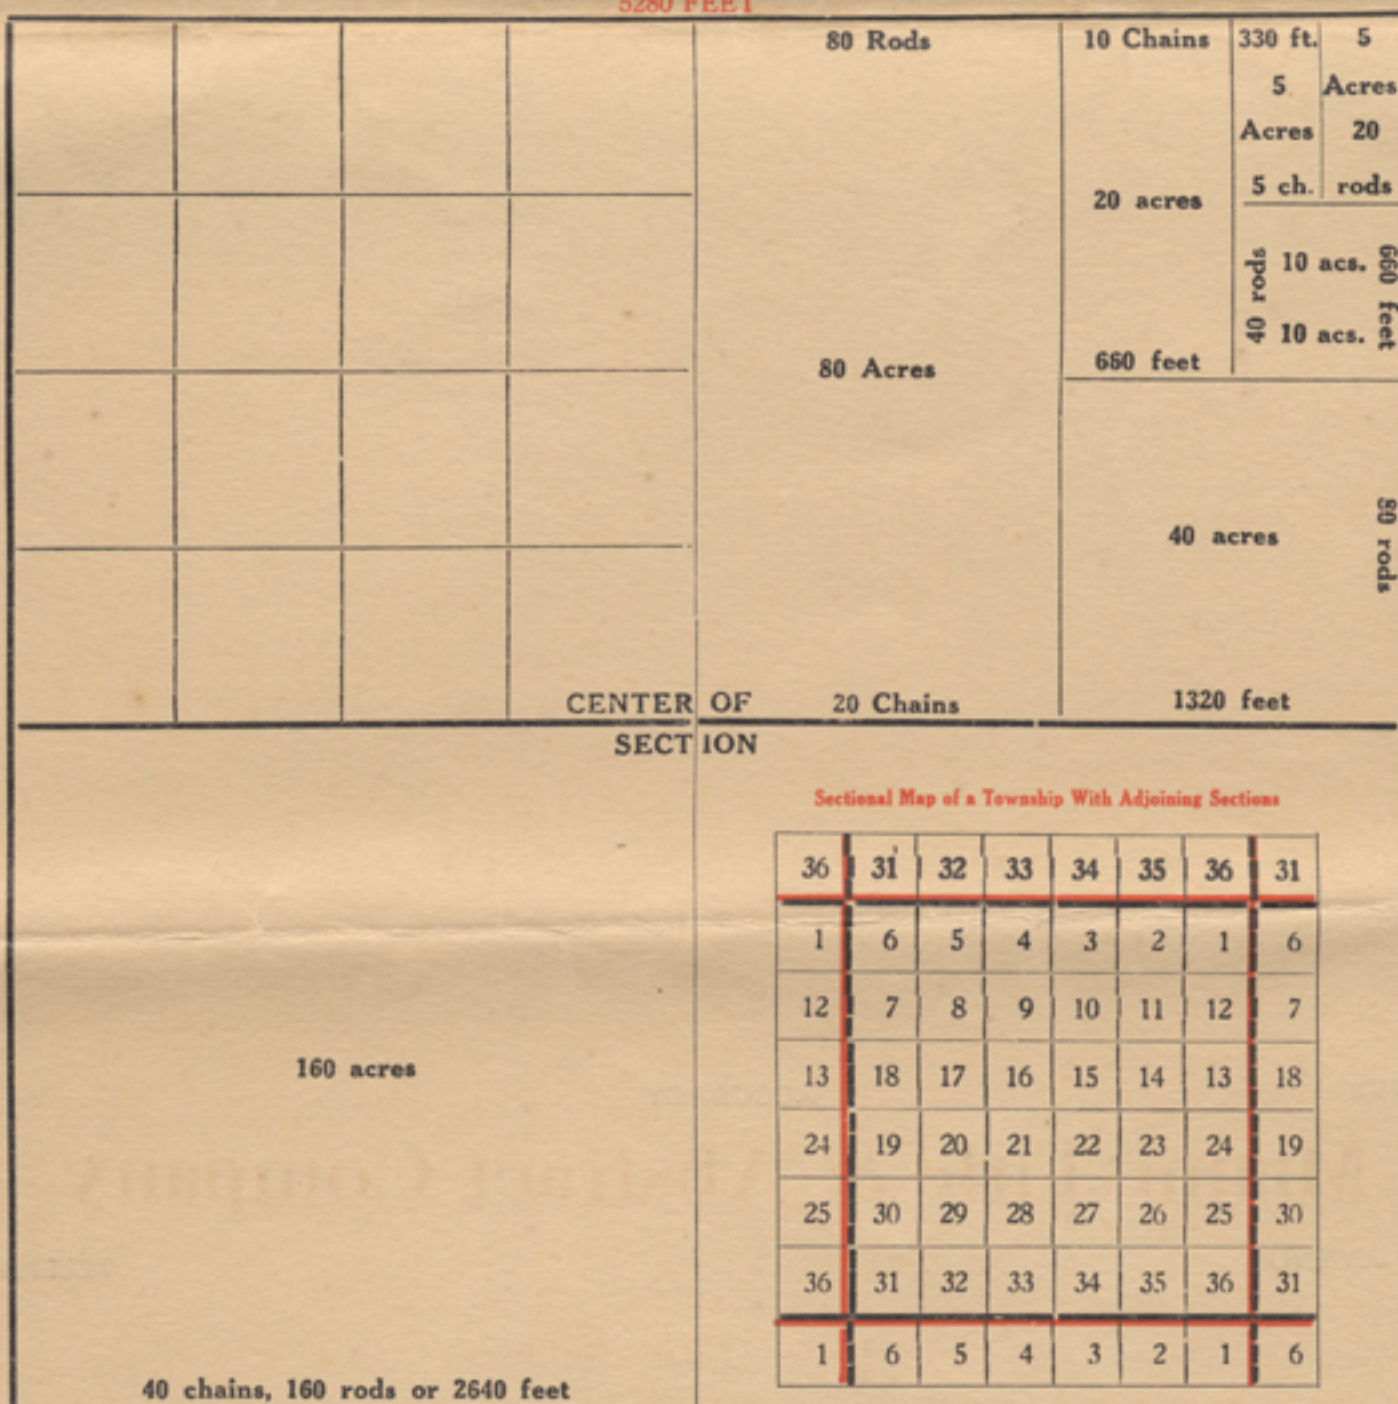 5280 FEET
80 Rods
10 Chains
330 ft.
5
5
Acres
Acres
20
5 ch.
rods
20 acres
40 rods
10 acs.
660 feet
10 acs.
660 feet
80 Acres
40 acres
80 rods
CENTER OF
20 Chains
1320 feet
SECTION
Sectional Map of a Township With Adjoining Sections
36 31 32 33 34 35 36 31
1 6 5 4 3 2 1 6
12 7 8 9 10 11 12 7
160 acres
13 18 17 16 15 14 13 18
24 19 20 21 22 23 24 19
25 30 29 28 27 26 25 30
36 31 32 33 34 35 36 31
1 6 5 4 3 2 1 6
40 chains, 160 rods or 2640 feet